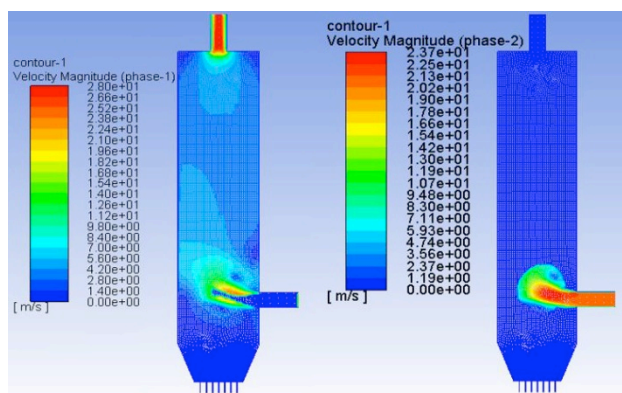 contour-1
Velocity Magnitude (phase-1)
2.80e+01
2.66e+01
2.52e+01
2.38e+01
2.24e+01
2.10e+01
1.96e+01
1.82e+01
1.68e+01
1.54e+01
1.40e+01
1.26e+01
1.12e+01
9.80e+00
8.40e+00
7.00e+00
5.60e+00
4.20e+00
2.80e+00
1.40e+00
0.00e+00
[ m/s ]
contour-1
Velocity Magnitude (phase-2)
2.37e+01
2.25e+01
2.13e+01
2.02e+01
1.90e+01
1.78e+01
1.66e+01
1.54e+01
1.42e+01
1.30e+01
1.19e+01
1.07e+01
9.48e+00
8.30e+00
7.11e+00
5.93e+00
4.74e+00
3.56e+00
2.37e+00
1.19e+00
0.00e+00
[ m/s ]